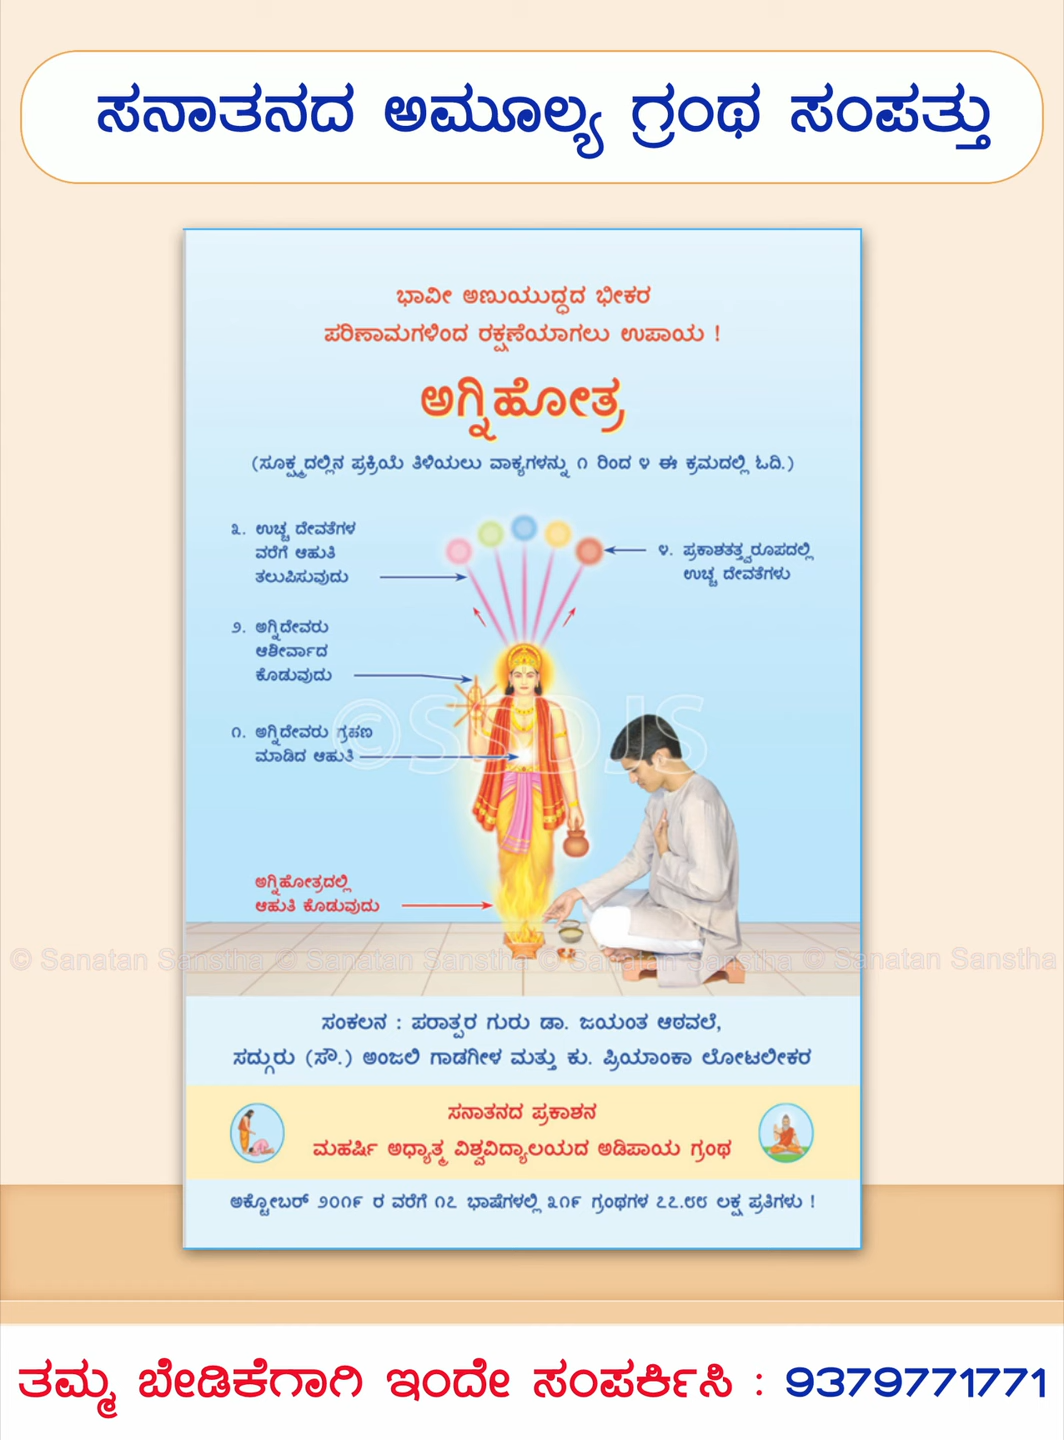 ಸನಾತನದ ಅಮೂಲ್ಯ ಗ್ರಂಥ ಸಂಪತ್ತು
ಭಾವೀ ಅಣುಯುದ್ಧದ ಭೀಕರ
ಪರಿಣಾಮಗಳಿಂದ ರಕ್ಷಣೆಯಾಗಲು ಉಪಾಯ !
ಅಗ್ನಿಹೋತ್ರ
(ಸೂಕ್ಷ್ಮದಲ್ಲಿನ ಪ್ರಕ್ರಿಯೆ ತಿಳಿಯಲು ವಾಕ್ಯಗಳನ್ನು ೧ ರಿಂದ ೪ ಈ ಕ್ರಮದಲ್ಲಿ ಓದಿ.)
೩. ಉಚ್ಚ ದೇವತೆಗಳ
ವರೆಗೆ ಆಹುತಿ
ತಲುಪಿಸುವುದು
೪. ಪ್ರಕಾಶತತ್ತ್ವರೂಪದಲ್ಲಿ
ಉಚ್ಚ ದೇವತೆಗಳು
೨. ಅಗ್ನಿದೇವರು
ಆಶೀರ್ವಾದ
ಕೊಡುವುದು
೧. ಅಗ್ನಿದೇವರು ಗ್ರಹಣ
ಮಾಡಿದ ಆಹುತಿ
©SSDJS
ಅಗ್ನಿಹೋತ್ರದಲ್ಲಿ
ಆಹುತಿ ಕೊಡುವುದು
© Sanatan Sanstha © Sanatan Sanstha © Sanatan Sanstha © Sanatan Sanstha
ಸಂಕಲನ : ಪರಾತ್ಪರ ಗುರು ಡಾ. ಜಯಂತ ಆಠವಲೆ,
ಸದ್ಗುರು (ಸೌ.) ಅಂಜಲಿ ಗಾಡಗೀಳ ಮತ್ತು ಕು. ಪ್ರಿಯಾಂಕಾ ಲೋಟಲೀಕರ
ಸನಾತನದ ಪ್ರಕಾಶನ
ಮಹರ್ಷಿ ಅಧ್ಯಾತ್ಮ ವಿಶ್ವವಿದ್ಯಾಲಯದ ಅಡಿಪಾಯ ಗ್ರಂಥ
ಅಕ್ಟೋಬರ್ ೨೦೧೯ ರ ವರೆಗೆ ೧೭ ಭಾಷೆಗಳಲ್ಲಿ ೩೧೯ ಗ್ರಂಥಗಳ ೭೭.೮೮ ಲಕ್ಷ ಪ್ರತಿಗಳು !
ತಮ್ಮ ಬೇಡಿಕೆಗಾಗಿ ಇಂದೇ ಸಂಪರ್ಕಿಸಿ : 9379771771